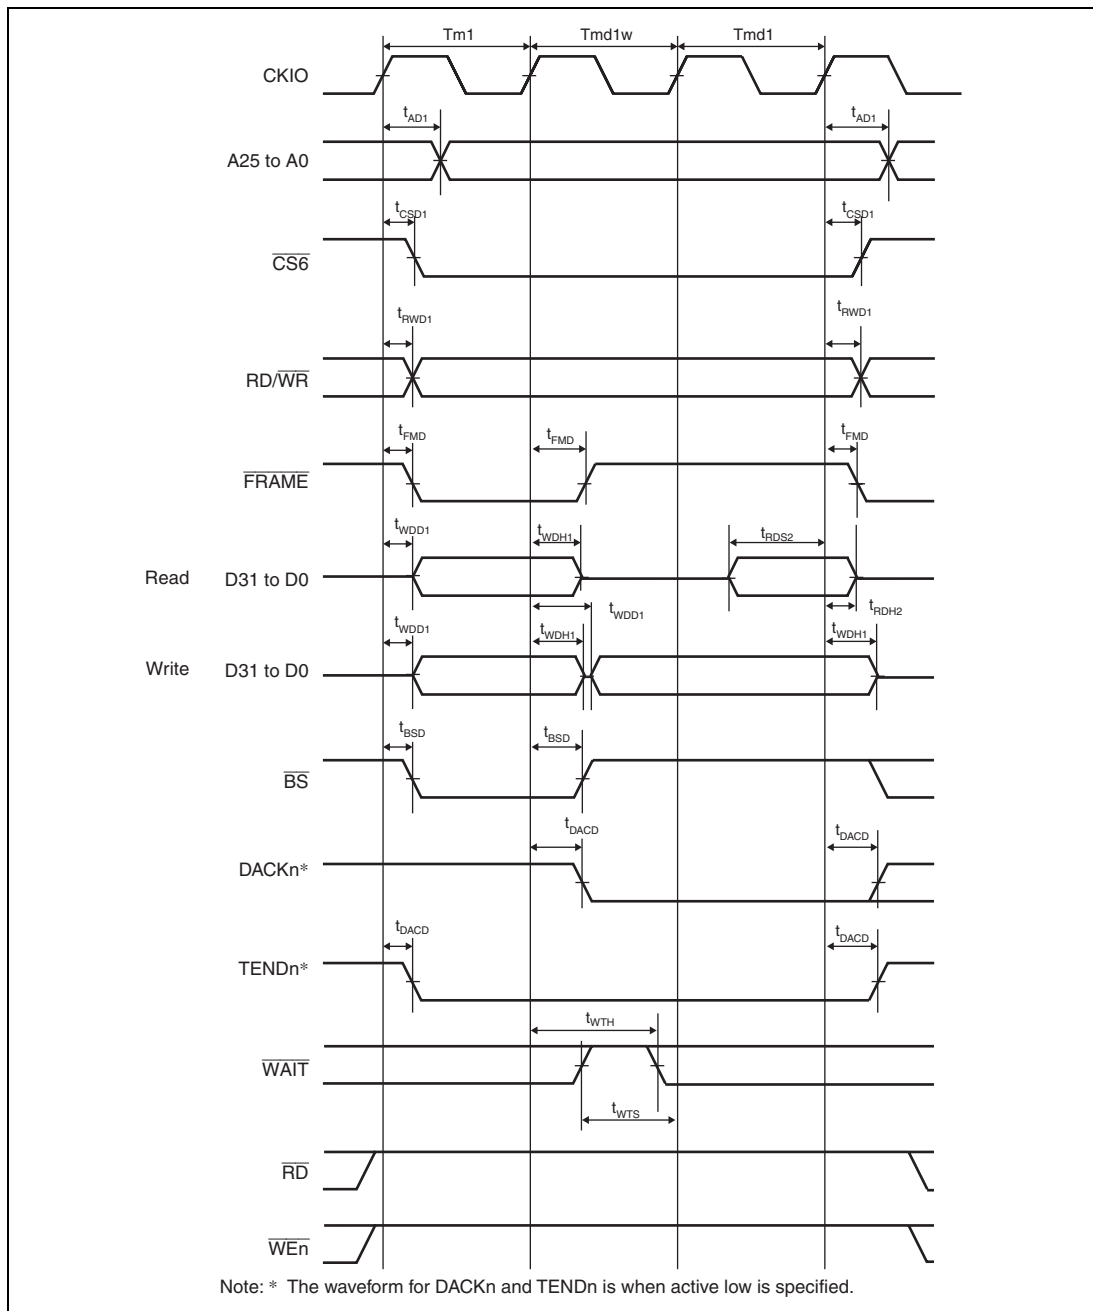 Tm1 Tmd1w Tmd1
CKIO
tAD1 tAD1
A25 to A0
tCSD1 tCSD1
CS6
tRWD1 tRWD1
RD/WR
tFMD tFMD tFMD
FRAME
tWDD1 tWDH1 tRDS2
Read D31 to D0
tWDD1 tRDH2
tWDD1 tWDH1 tWDH1
Write D31 to D0
tBSD tBSD
BS
tDACD tDACD
DACKn*
tDACD tDACD
TENDn*
tWTH
WAIT
tWTS
RD
WEn
Note: * The waveform for DACKn and TENDn is when active low is specified.